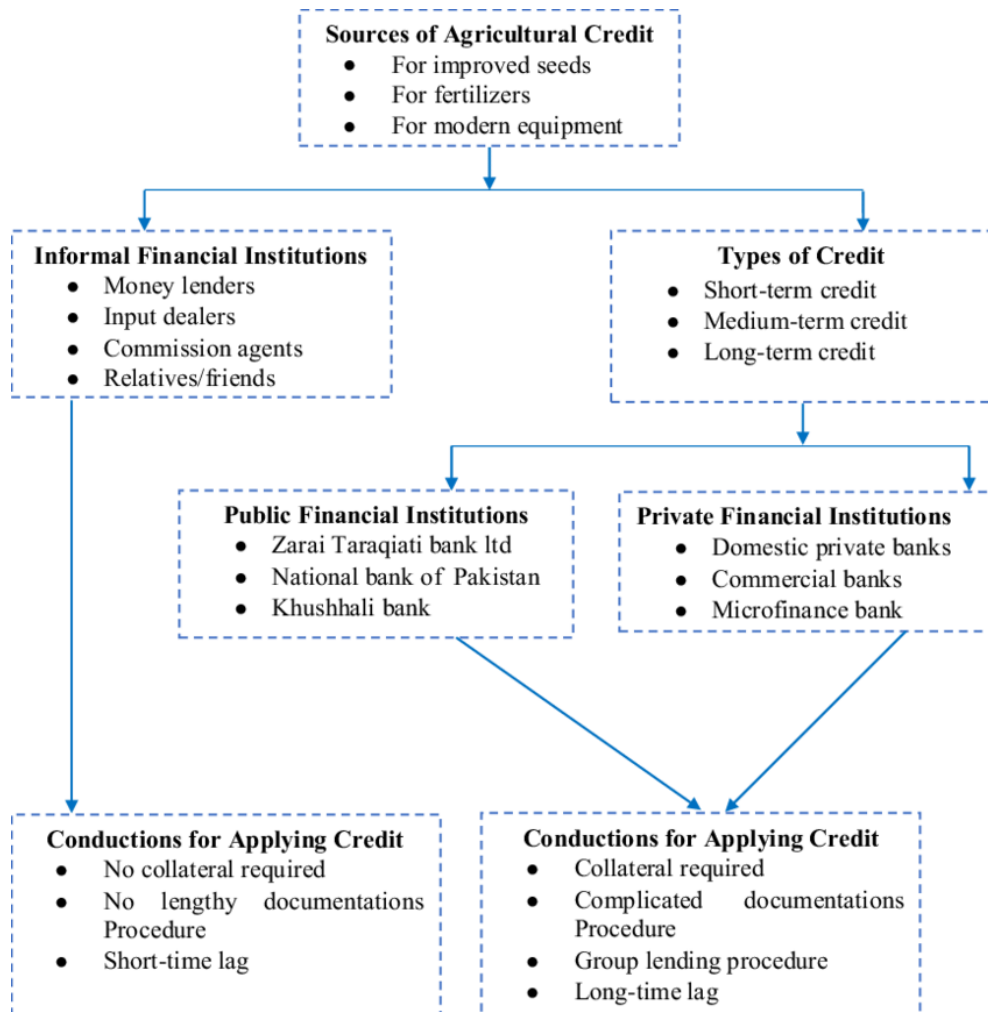 Sources of Agricultural Credit
● For improved seeds
● For fertilizers
● For modern equipment
Informal Financial Institutions
● Money lenders
● Input dealers
● Commission agents
● Relatives/friends
Types of Credit
● Short-term credit
● Medium-term credit
● Long-term credit
Public Financial Institutions
● Zarai Taraqiati bank ltd
● National bank of Pakistan
● Khushhali bank
Private Financial Institutions
● Domestic private banks
● Commercial banks
● Microfinance bank
Conductions for Applying Credit
● No collateral required
● No lengthy documentations
Procedure
● Short-time lag
Conductions for Applying Credit
● Collateral required
● Complicated documentations
Procedure
● Group lending procedure
● Long-time lag